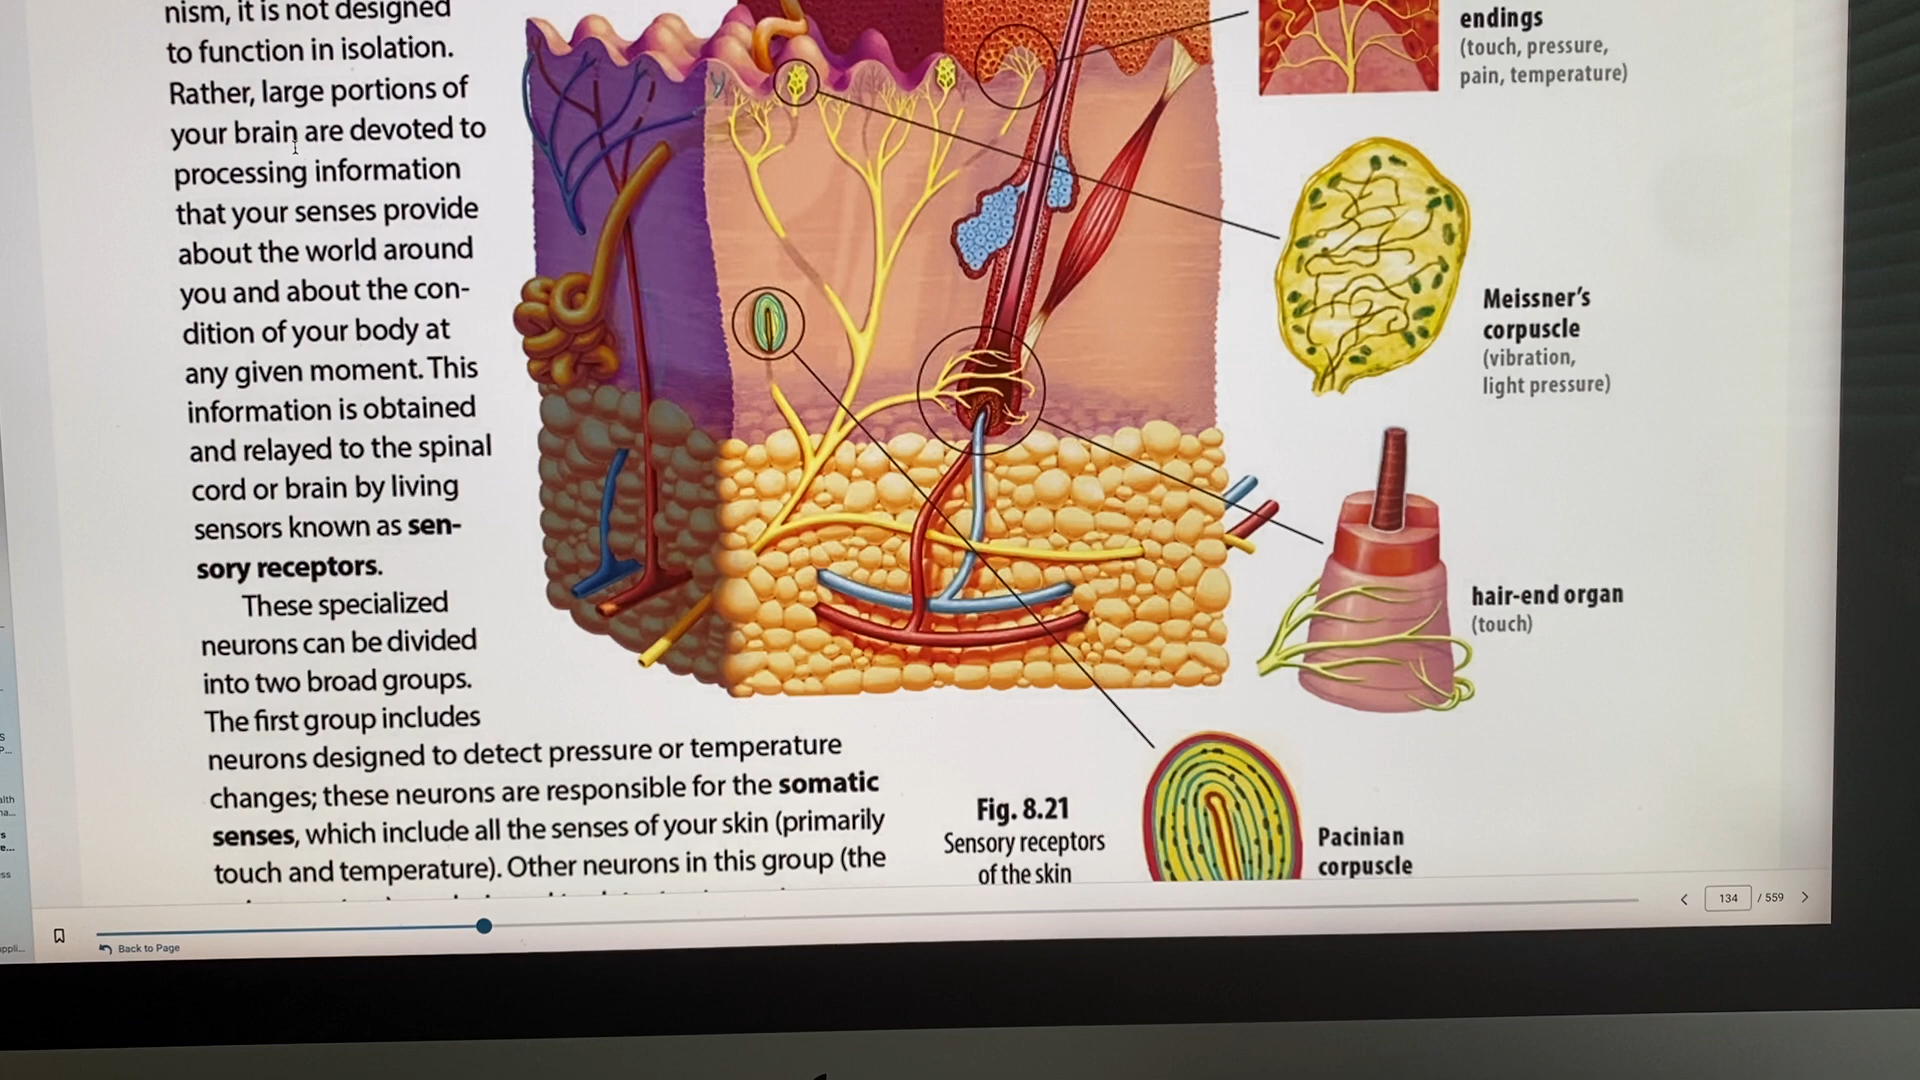 nism, it is not designed
to function in isolation.
Rather, large portions of
your brain are devoted to
processing information
that your senses provide
about the world around
you and about the con-
dition of your body at
any given moment. This
information is obtained
and relayed to the spinal
cord or brain by living
sensors known as sen-
sory receptors.
These specialized
neurons can be divided
into two broad groups.
The first group includes
neurons designed to detect pressure or temperature
changes; these neurons are responsible for the somatic
senses, which include all the senses of your skin (primarily
touch and temperature). Other neurons in this group (the
endings
(touch, pressure,
pain, temperature)
Meissner's
corpuscle
(vibration,
light pressure)
hair-end organ
(touch)
Pacinian
corpuscle
Fig. 8.21
Sensory receptors
of the skin
134 / 559
Back to Page